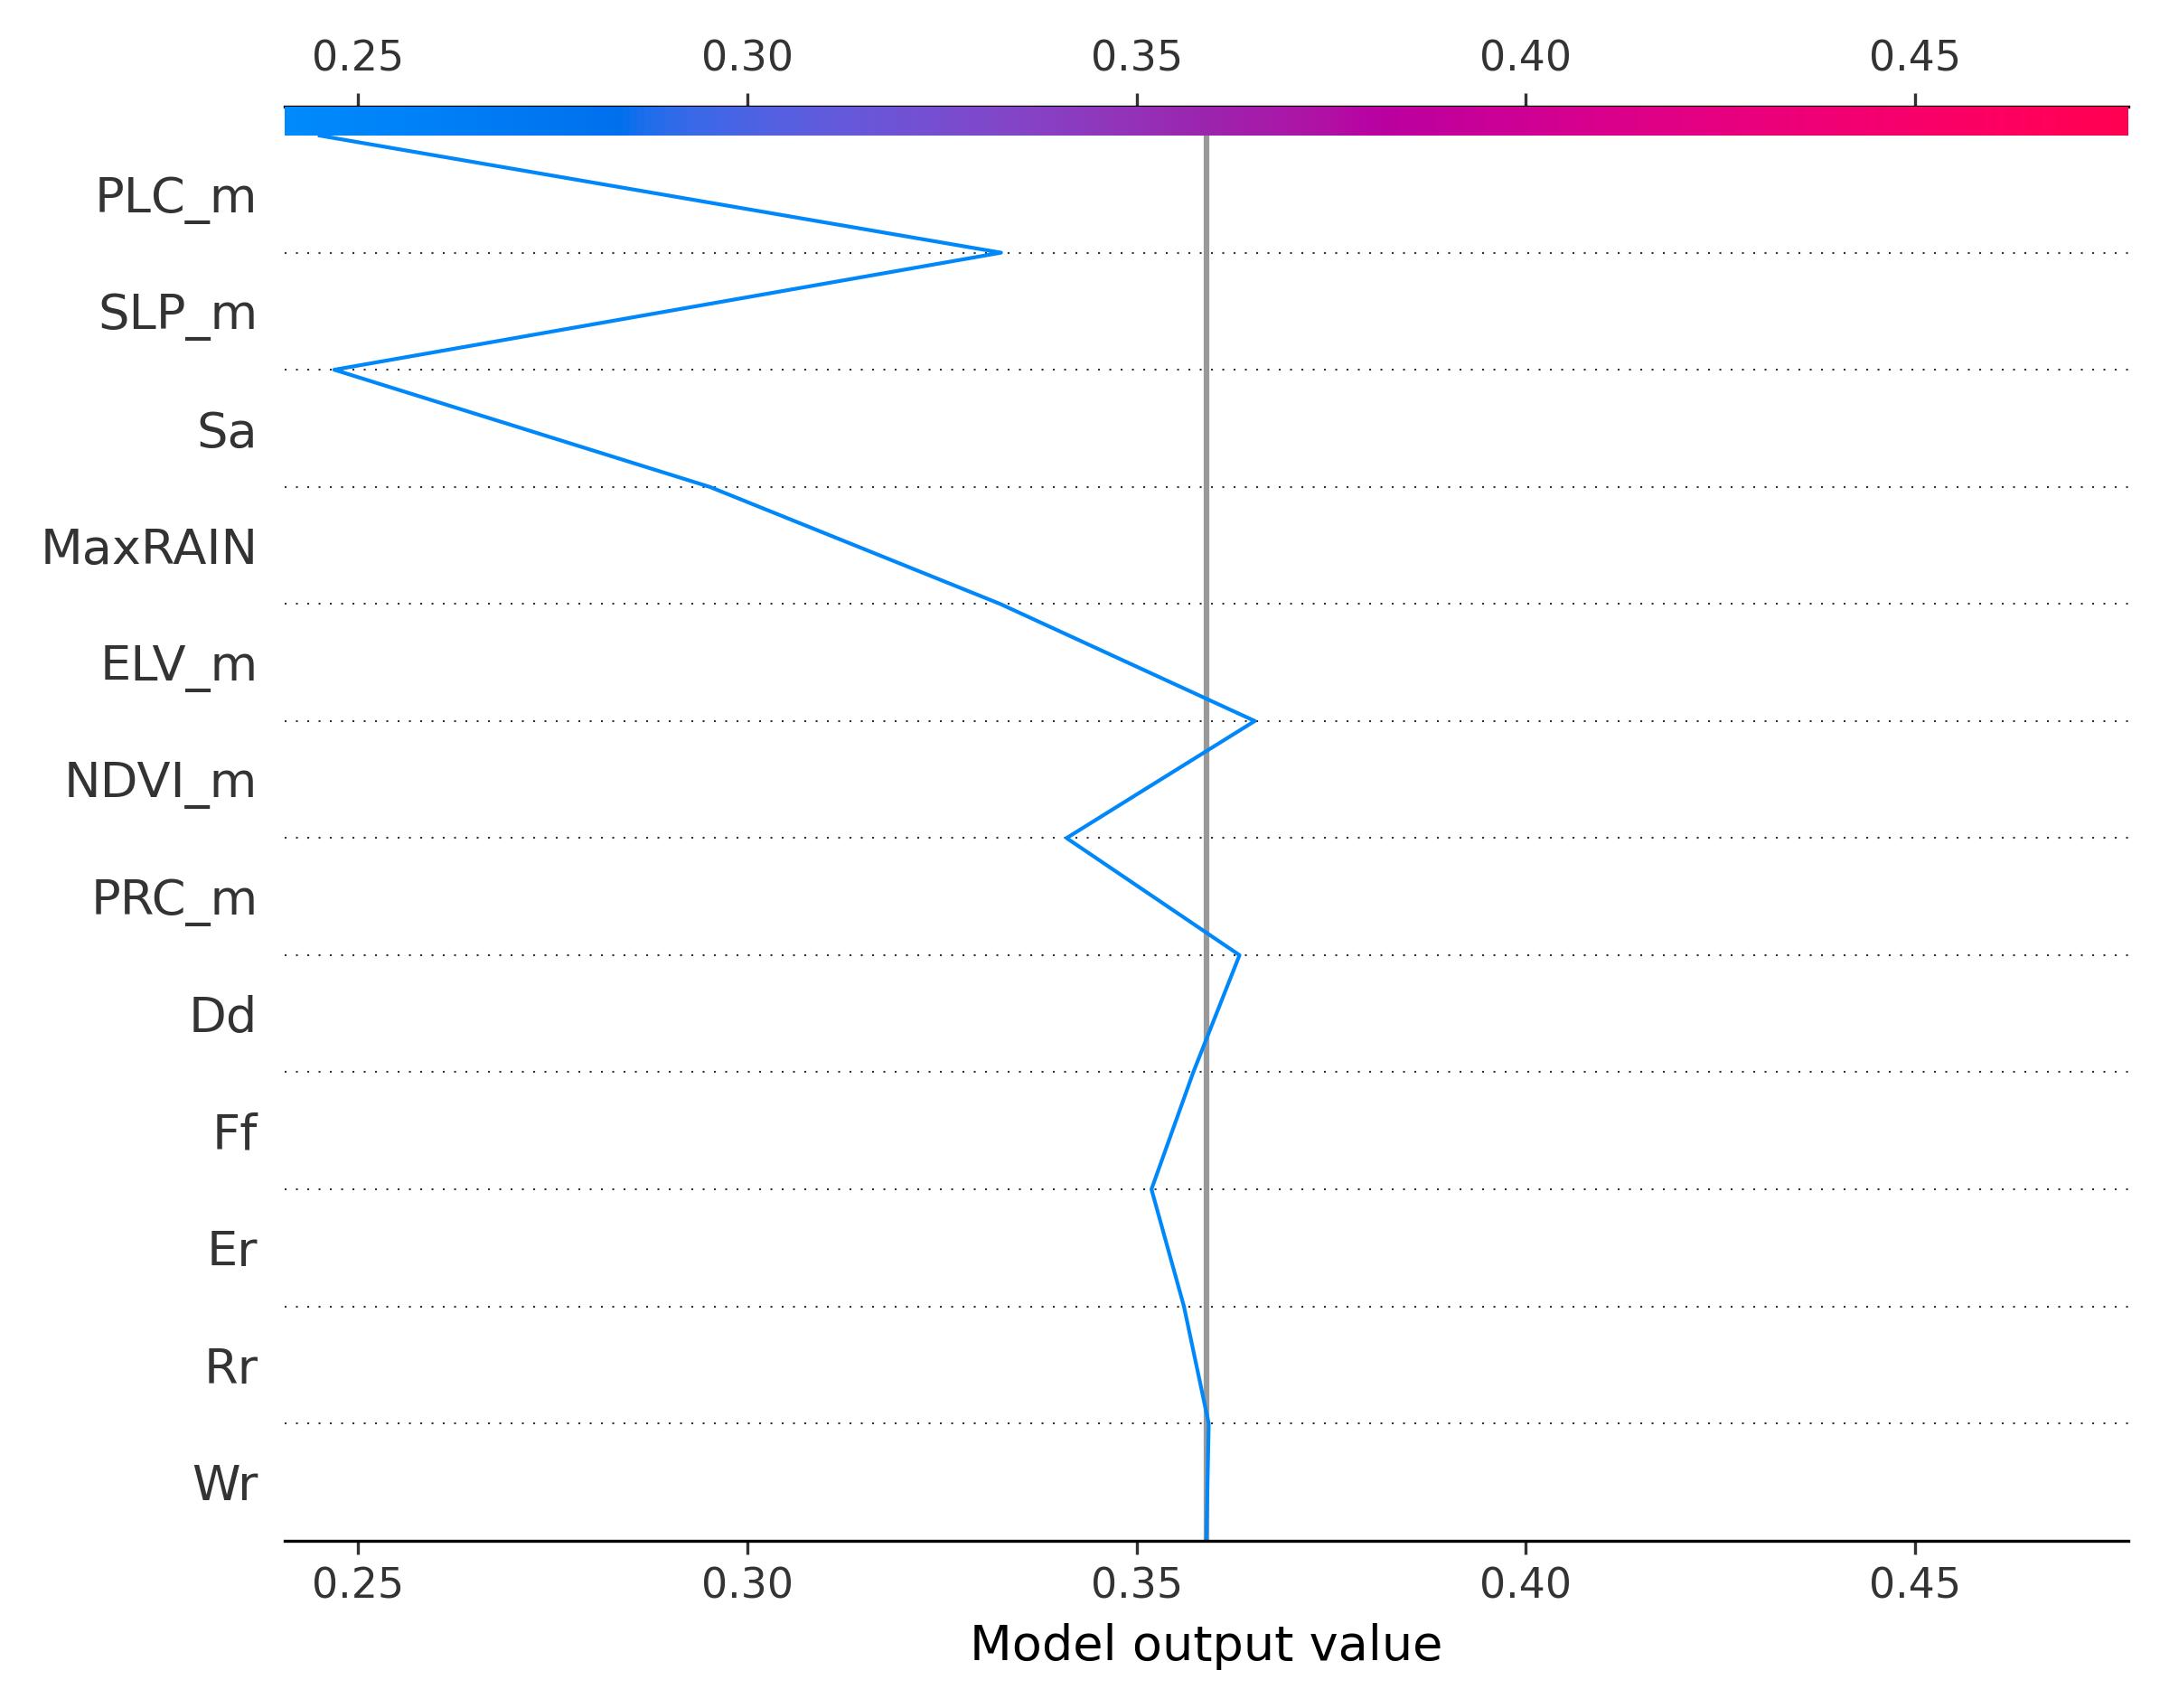 0.25 0.30 0.35 0.40 0.45
PLC_m
SLP_m
Sa
MaxRAIN
ELV_m
NDVI_m
PRC_m
Dd
Ff
Er
Rr
Wr
0.25 0.30 0.35 0.40 0.45
Model output value